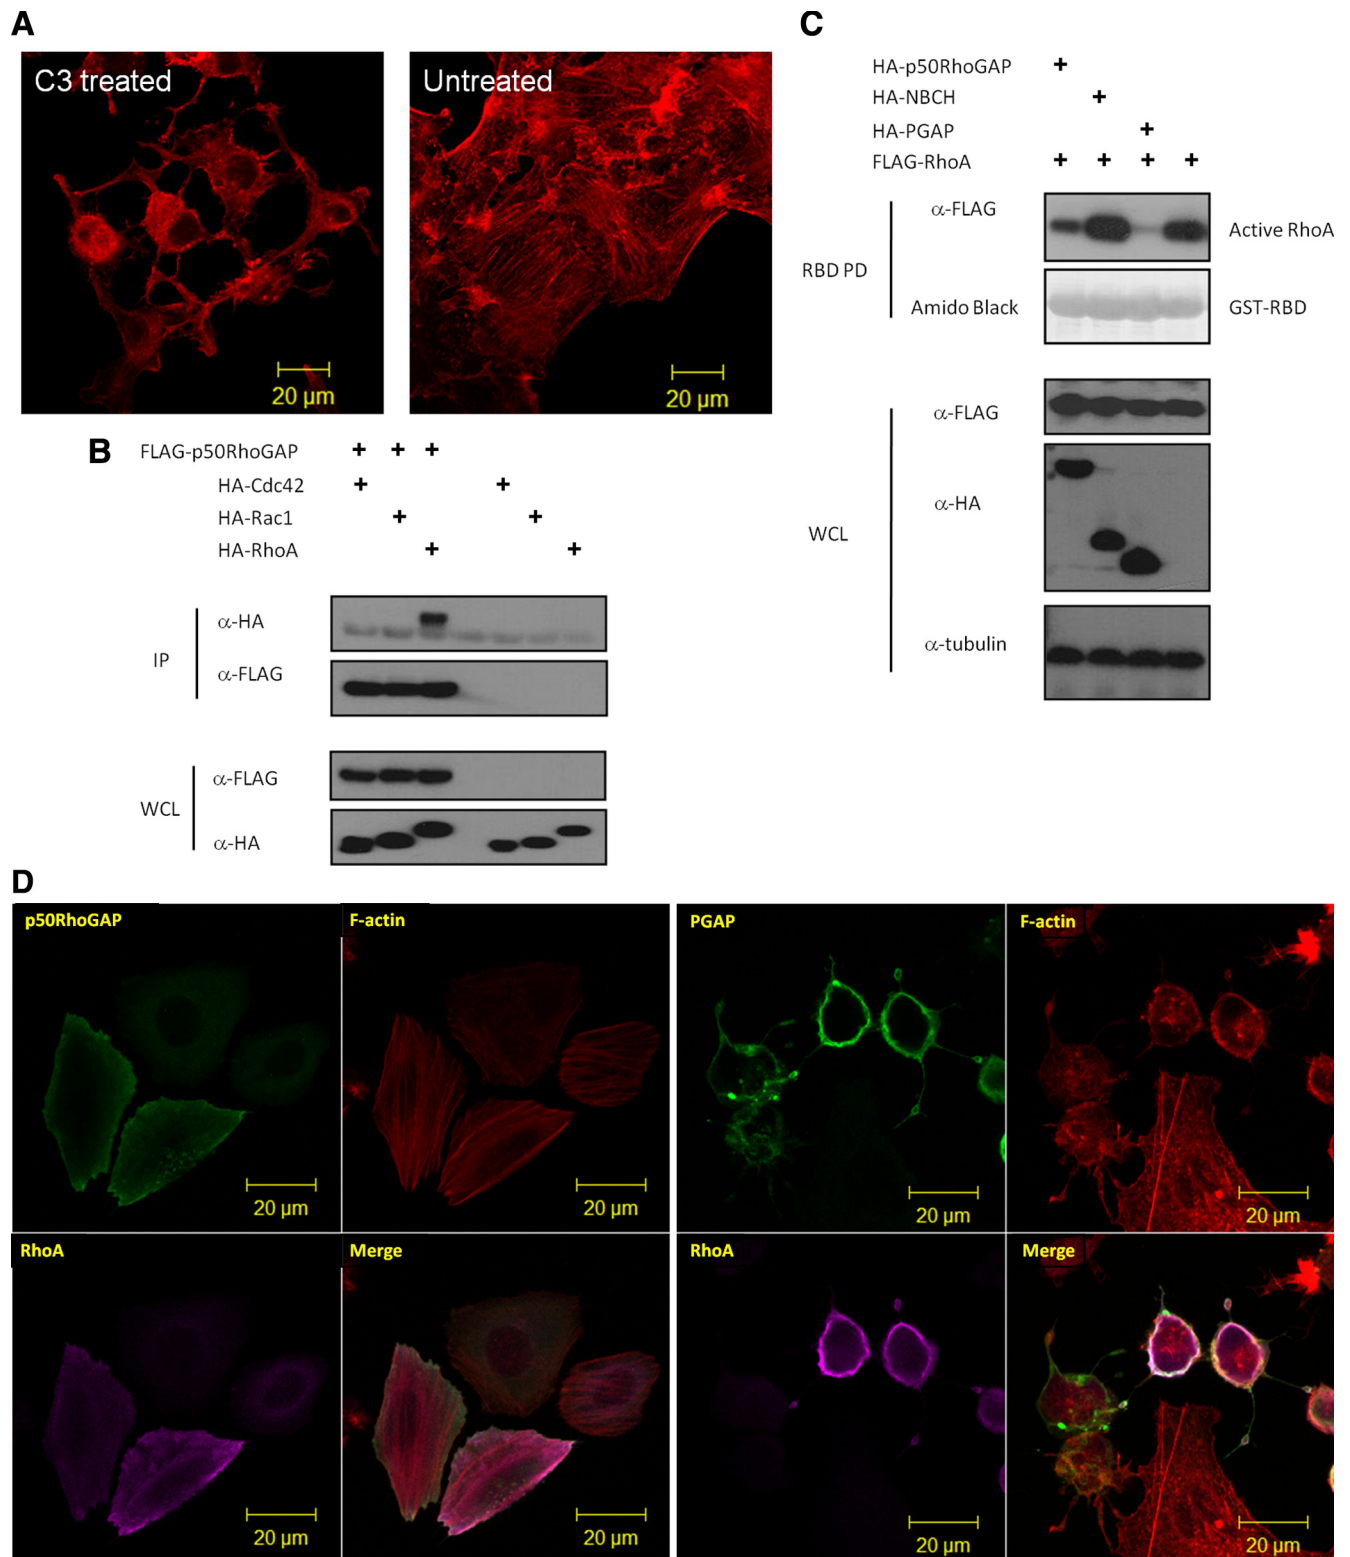 A
C3 treated
20 µm
Untreated
20 µm
B
FLAG-p50RhoGAP + + +
HA-Cdc42 + +
HA-Rac1 + +
HA-RhoA + +
IP
α-HA
α-FLAG
WCL
α-FLAG
α-HA
C
HA-p50RhoGAP +
HA-NBCH +
HA-PGAP +
FLAG-RhoA + + + +
RBD PD
α-FLAG
Active RhoA
Amido Black
GST-RBD
WCL
α-FLAG
α-HA
α-tubulin
D
p50RhoGAP
20 µm
F-actin
20 µm
PGAP
20 µm
F-actin
20 µm
RhoA
20 µm
Merge
20 µm
RhoA
20 µm
Merge
20 µm